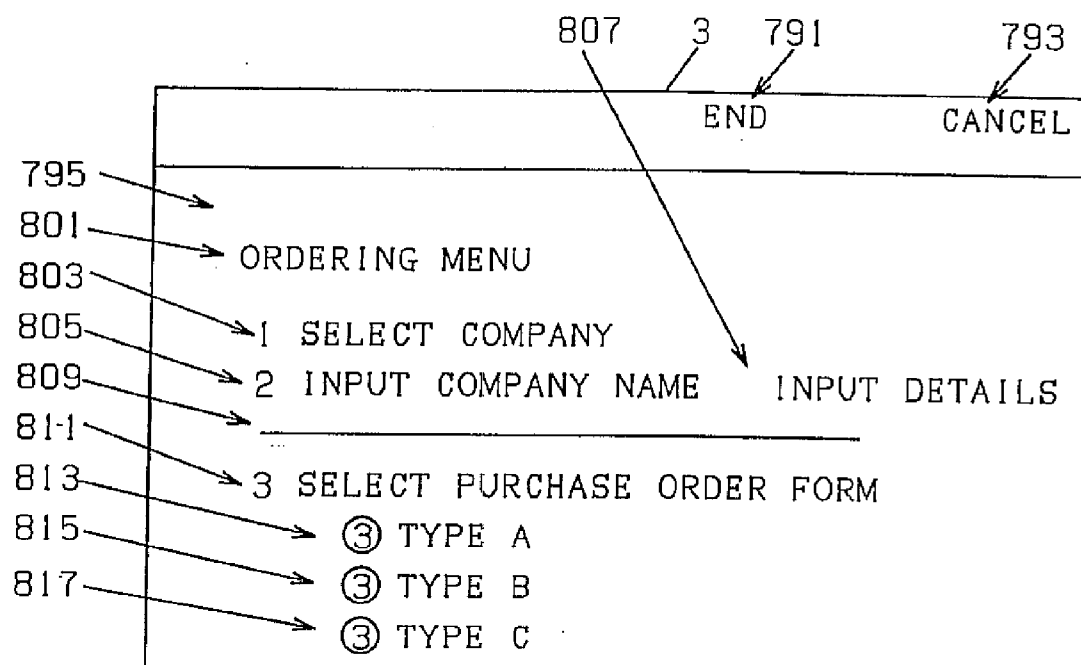 807 3 791 793
END CANCEL
795
801
ORDERING MENU
803
1 SELECT COMPANY
805
2 INPUT COMPANY NAME INPUT DETAILS
809
811
3 SELECT PURCHASE ORDER FORM
813
③ TYPE A
815
③ TYPE B
817
③ TYPE C